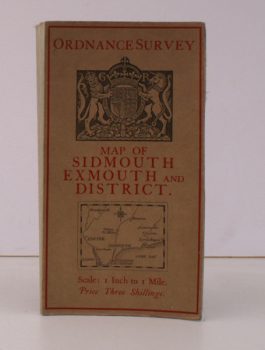 ORDNANCE SURVEY
MAP OF
SIDMOUTH
EXMOUTH AND
DISTRICT.
Scale: 1 Inch to 1 Mile.
Price Three Shillings.